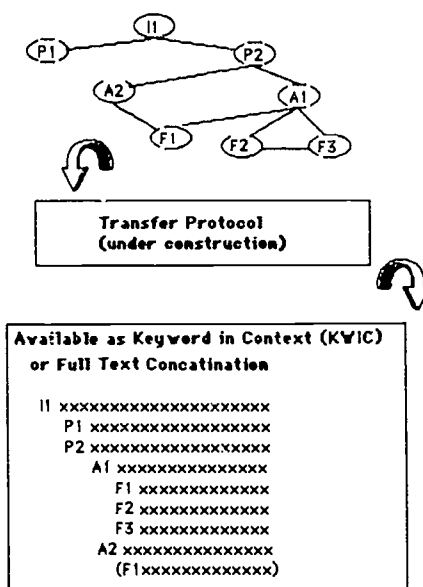 I1
P1
P2
A2
A1
F1
F2
F3
Transfer Protocol
(under construction)
Available as Keyword in Context (KWIC)
or Full Text Concatination
I1 xxxxxxxxxxxxxxxxxxxxx
P1 xxxxxxxxxxxxxxxxxx
P2 xxxxxxxxxxxxxxxxxx
A1 xxxxxxxxxxxxxxx
F1 xxxxxxxxxxxxx
F2 xxxxxxxxxxxxx
F3 xxxxxxxxxxxxx
A2 xxxxxxxxxxxxxxx
(F1xxxxxxxxxxxxx)